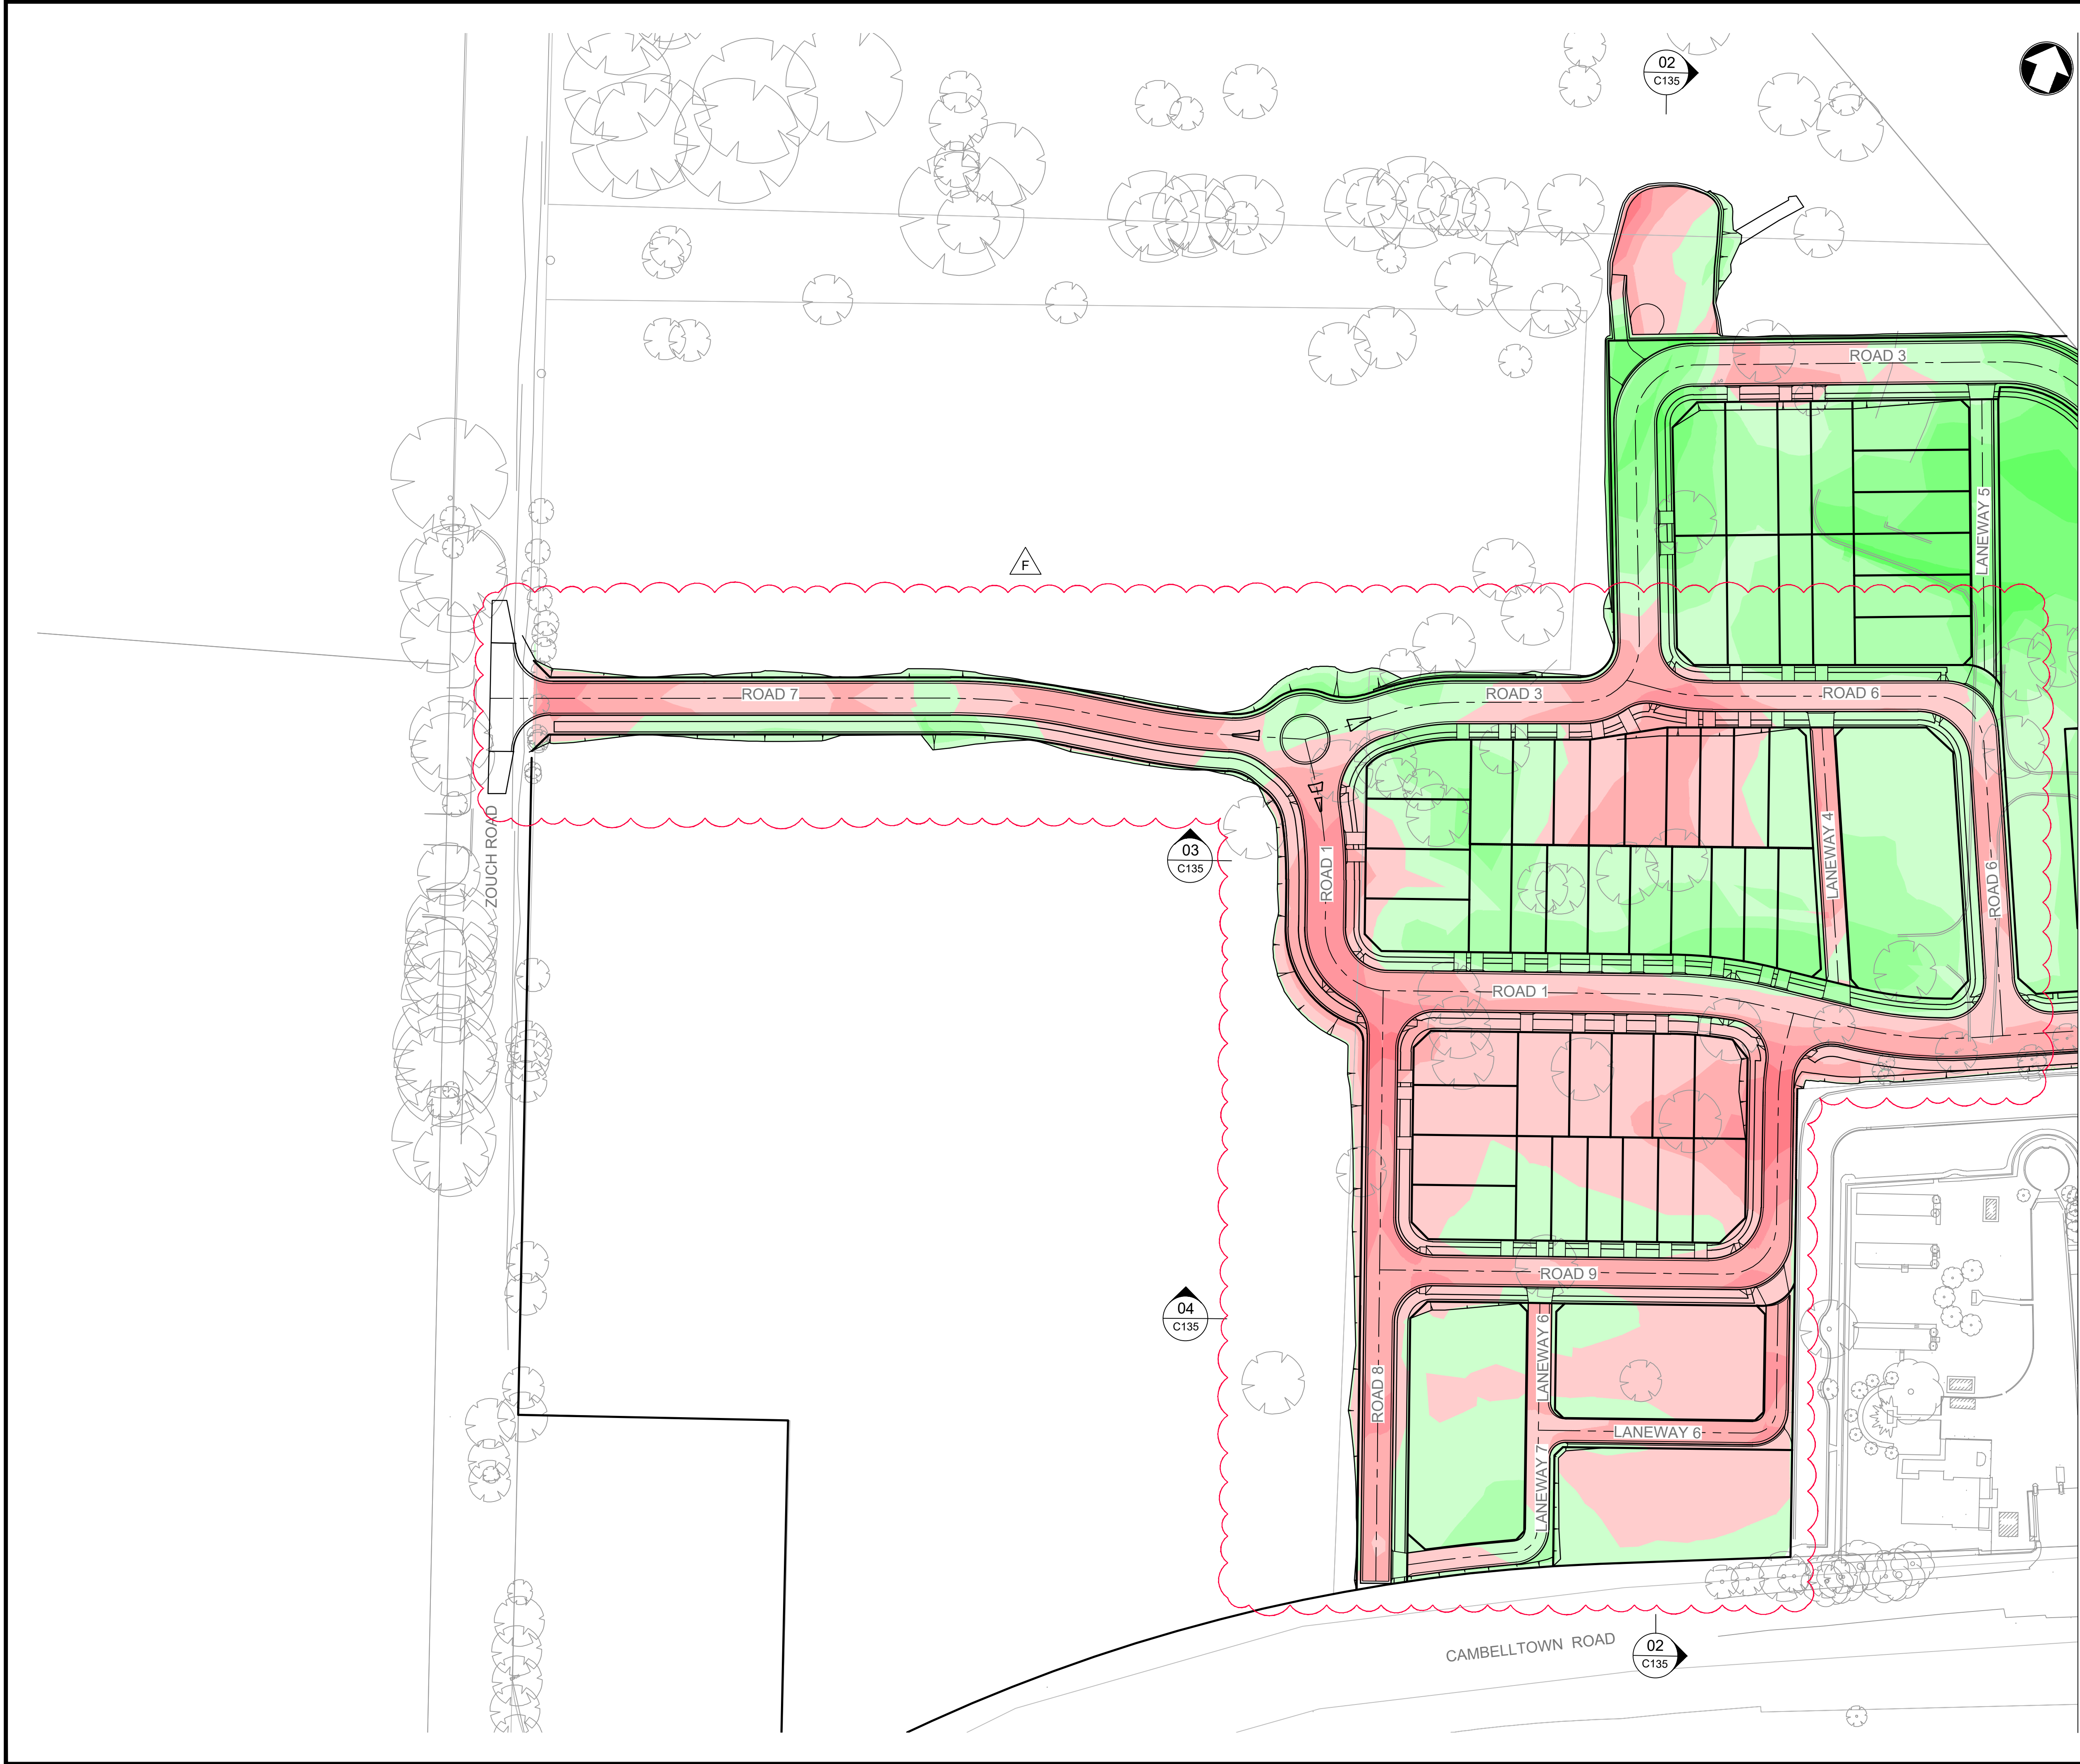 02
C135
ROAD 3
LANEWAY 5
F
ROAD 7
ROAD 3
ROAD 6
ZOUCH ROAD
03
C135
ROAD 1
LANEWAY 4
ROAD 6
ROAD 1
ROAD 9
04
C135
ROAD 8
LANEWAY 6
LANEWAY 6
LANEWAY 7
CAMBELLTOWN ROAD
02
C135